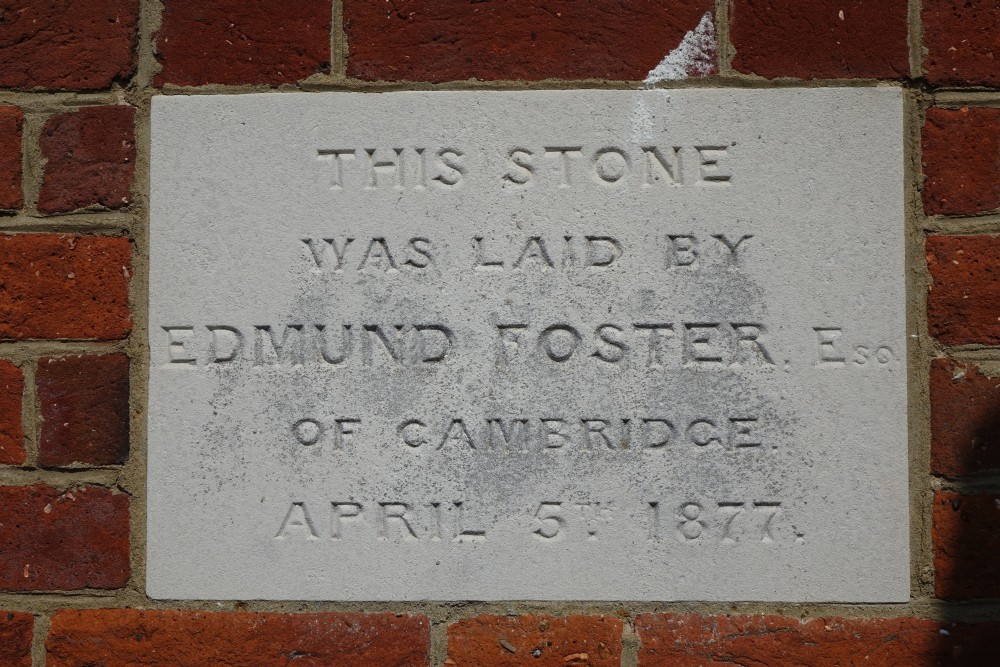 THIS STONE
WAS LAID BY
EDMUND FOSTER. ESQ.
OF CAMBRIDGE.
APRIL 5TH 1877.